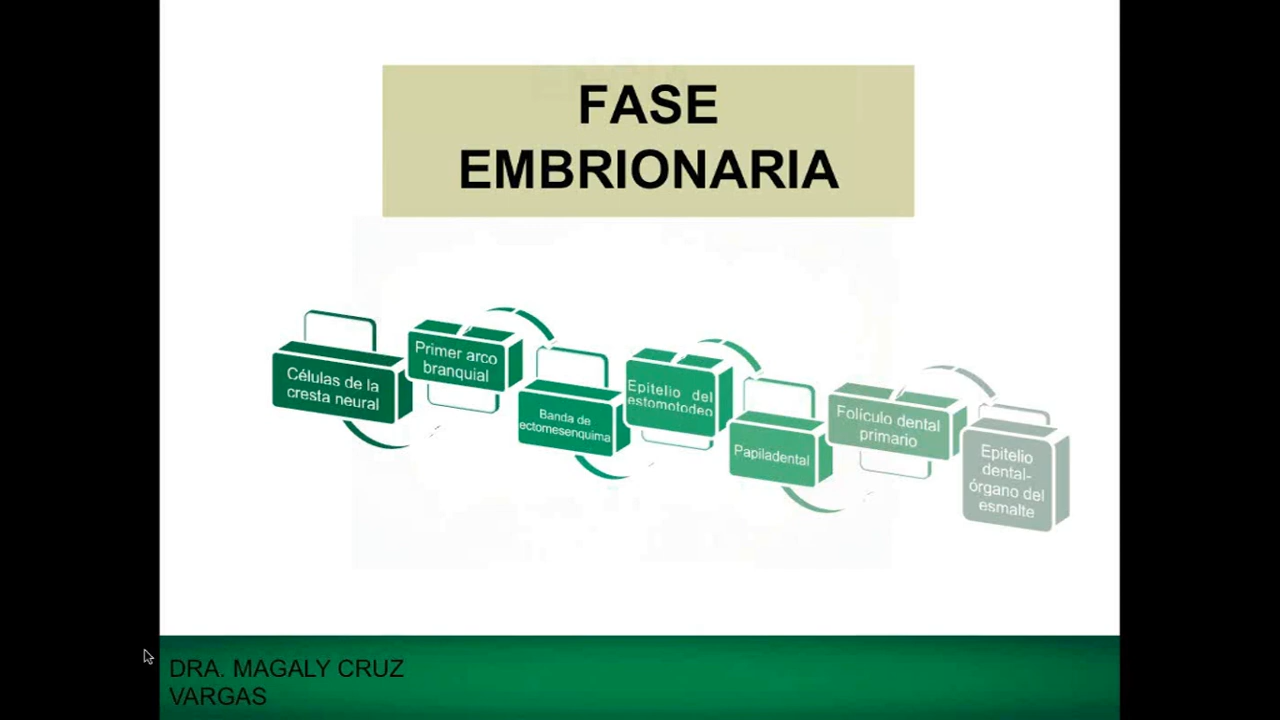 FASE
EMBRIONARIA
Células de la
cresta neural
Primer arco
branquial
Banda de
ectomesenquima
Epitelio del
estomotodeo
Papiladental
Folículo dental
primario
Epitelio
dental-
órgano del
esmalte
DRA. MAGALY CRUZ
VARGAS